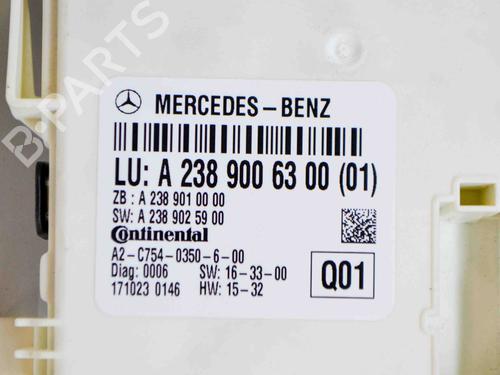 MERCEDES-BENZ
LU: A 238 900 63 00 (01)
ZB : A 238 901 00 00
SW: A 238 902 59 00
Continental
A2-C754-0350-6-00
Diag: 0006 SW: 16-33-00
171023 0146 HW: 15-32
Q01
B-PARTS